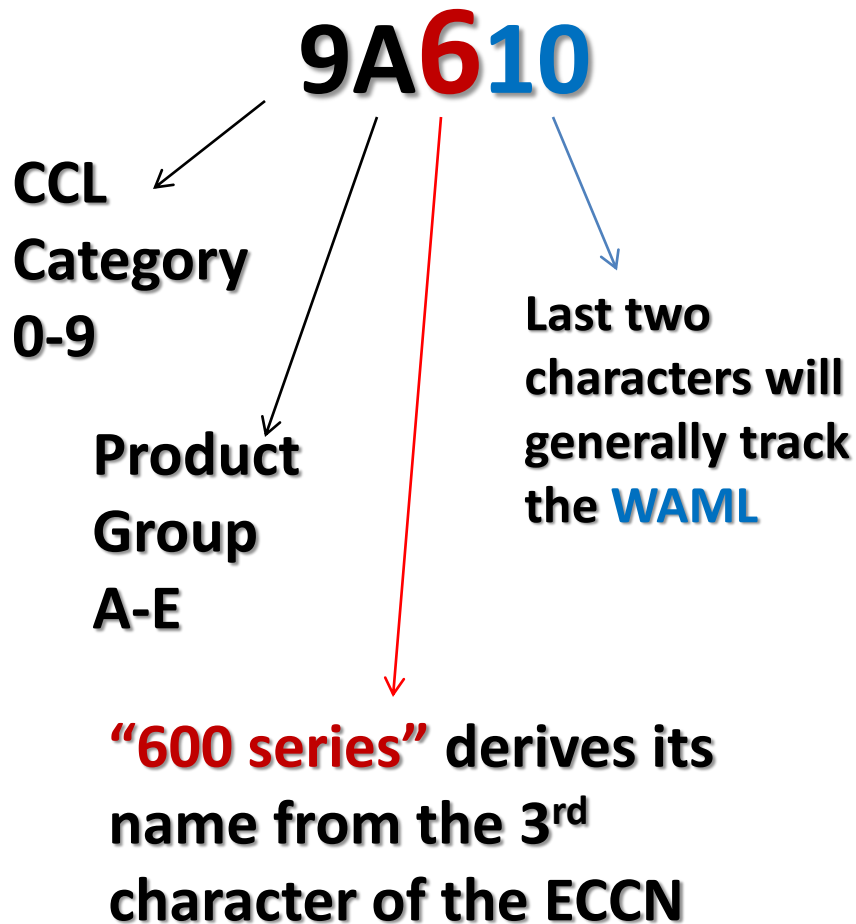 9A610
CCL
Category
0-9
Product
Group
A-E
Last two
characters will
generally track
the WAML
“600 series” derives its
name from the 3rd
character of the ECCN